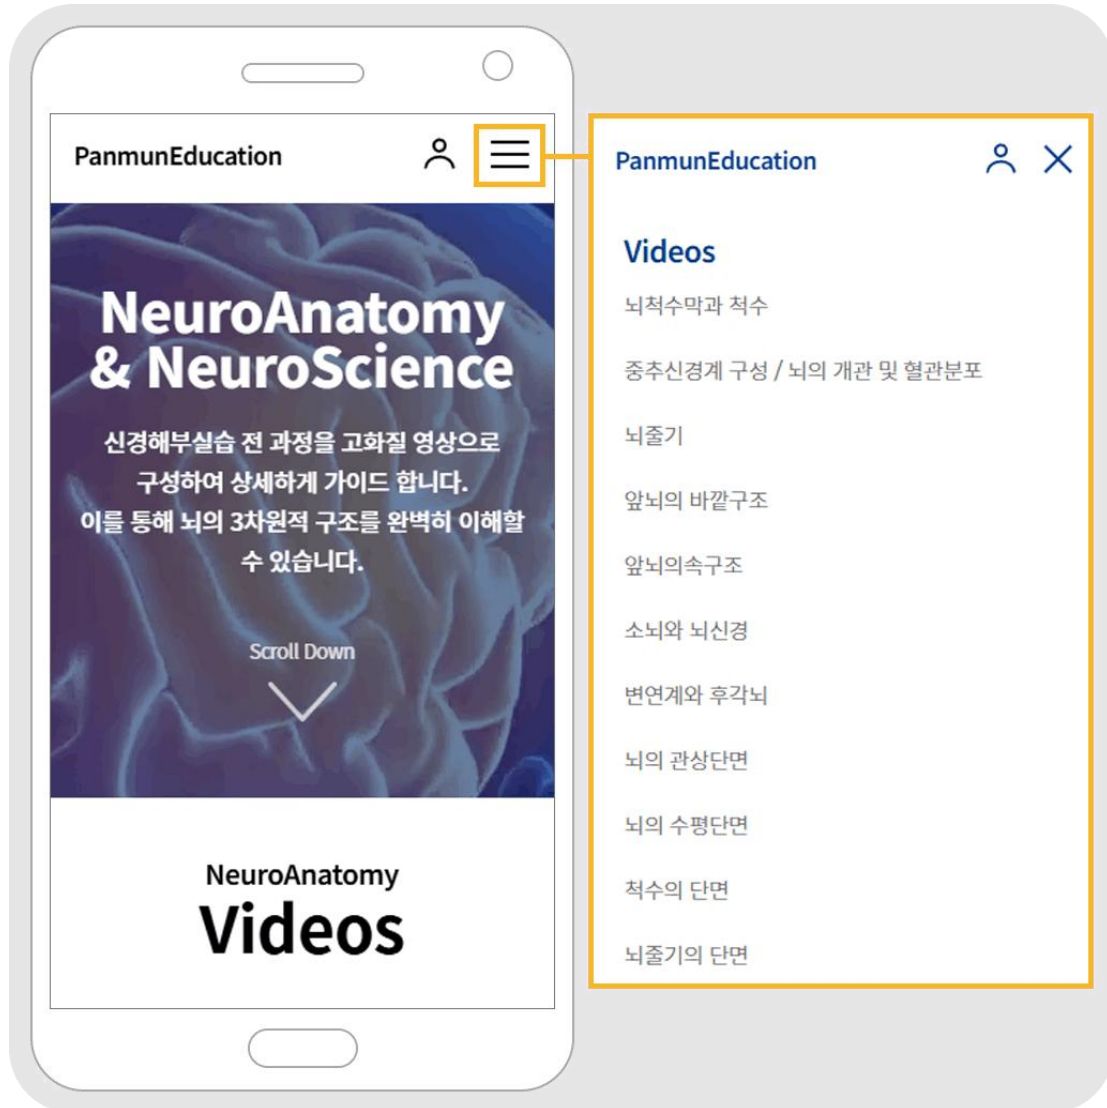 PanmunEducation
NeuroAnatomy
& NeuroScience
신경해부실습 전 과정을 고화질 영상으로
구성하여 상세하게 가이드 합니다.
이를 통해 뇌의 3차원적 구조를 완벽히 이해할
수 있습니다.
Scroll Down
NeuroAnatomy
Videos
PanmunEducation
Videos
뇌척수막과 척수
중추신경계 구성 / 뇌의 개관 및 혈관분포
뇌줄기
앞뇌의 바깥구조
앞뇌의속구조
소뇌와 뇌신경
변연계와 후각뇌
뇌의 관상단면
뇌의 수평단면
척수의 단면
뇌줄기의 단면